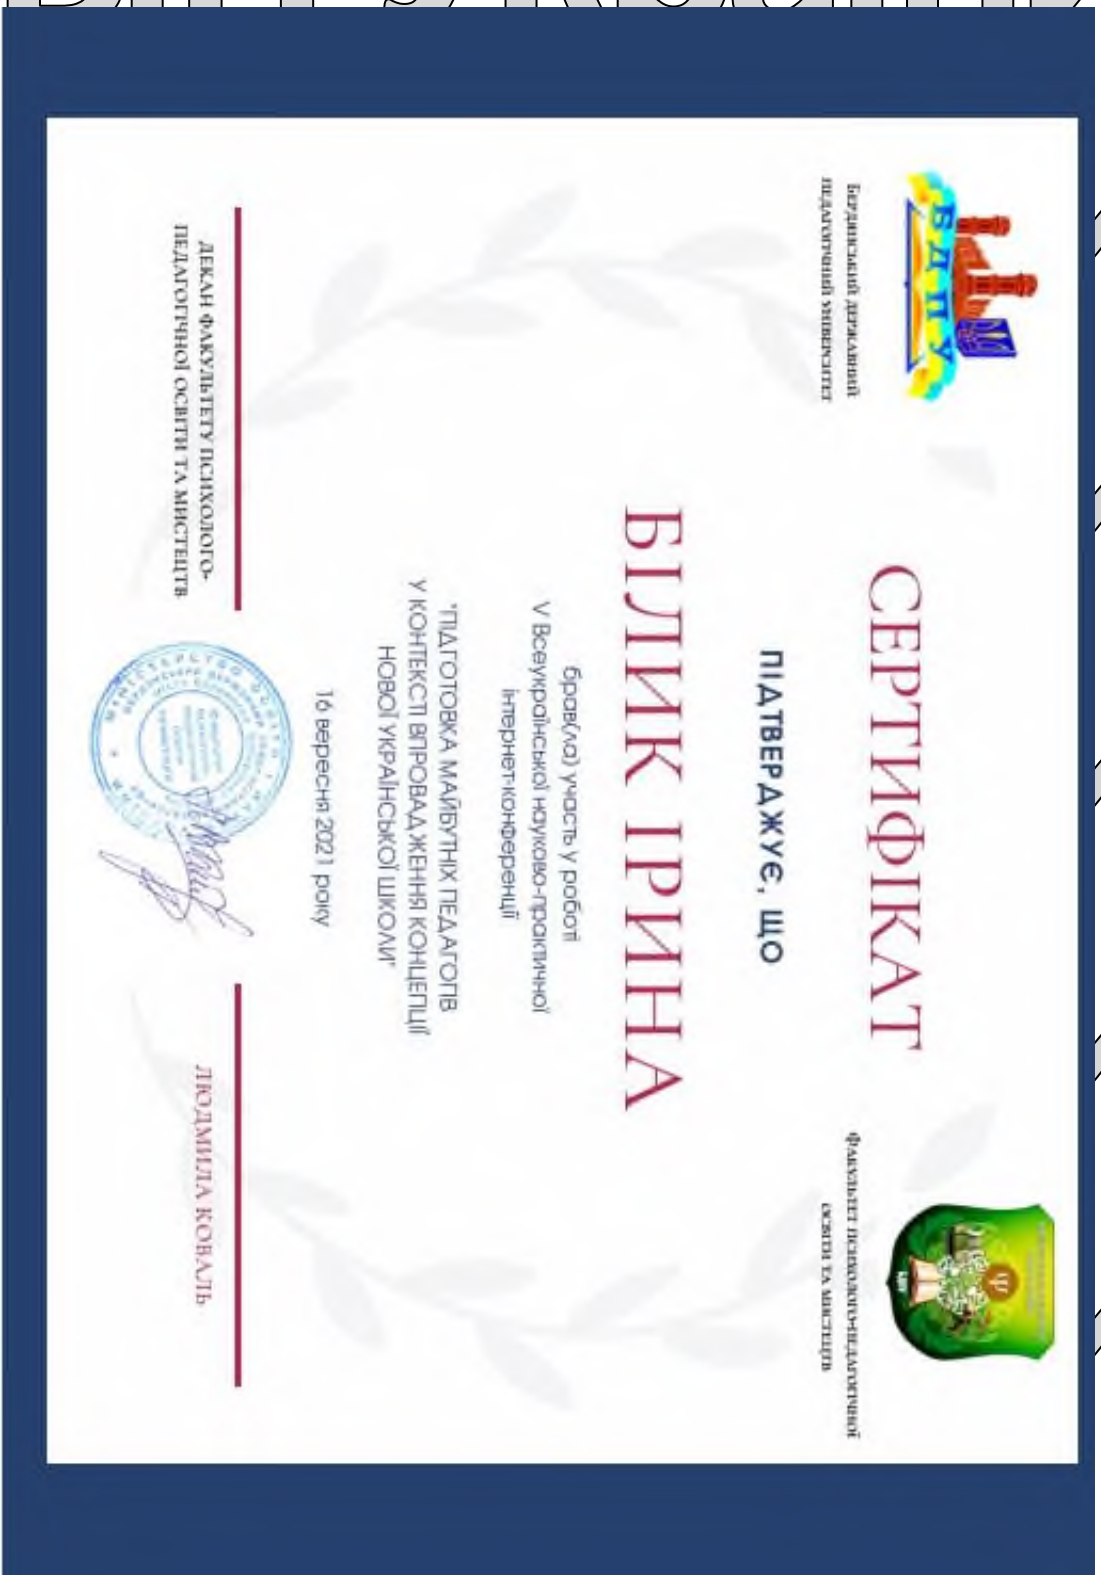 БДПУ
БЕРДЯНСЬКИЙ ДЕРЖАВНИЙ
ПЕДАГОГІЧНИЙ УНІВЕРСИТЕТ
ФАКУЛЬТЕТ ПСИХОЛОГО-ПЕДАГОГІЧНОЇ
ОСВІТИ ТА МИСТЕЦТВ
СЕРТИФІКАТ
ПІДТВЕРДЖУЄ, ЩО
БІЛИК ІРИНА
брав(ла) участь у роботі
V Всеукраїнської науково-практичної
інтернет-конференції
"ПІДГОТОВКА МАЙБУТНІХ ПЕДАГОГІВ
У КОНТЕКСТІ ВПРОВАДЖЕННЯ КОНЦЕПЦІЇ
НОВОЇ УКРАЇНСЬКОЇ ШКОЛИ"
16 вересня 2021 року
ДЕКАН ФАКУЛЬТЕТУ ПСИХОЛОГО-
ПЕДАГОГІЧНОЇ ОСВІТИ ТА МИСТЕЦТВ
ЛЮДМИЛА КОВАЛЬ